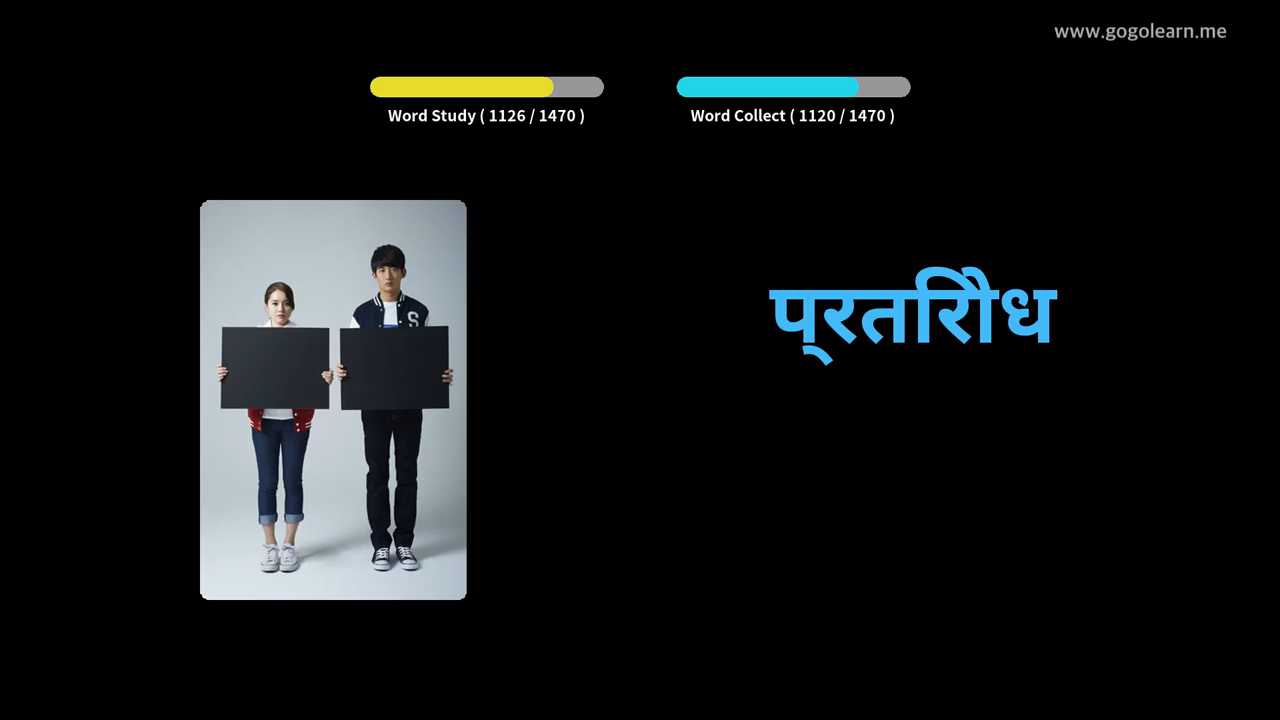 www.gogolearn.me
Word Study ( 1126 / 1470 )
Word Collect ( 1120 / 1470 )
प्रतिरोध
S